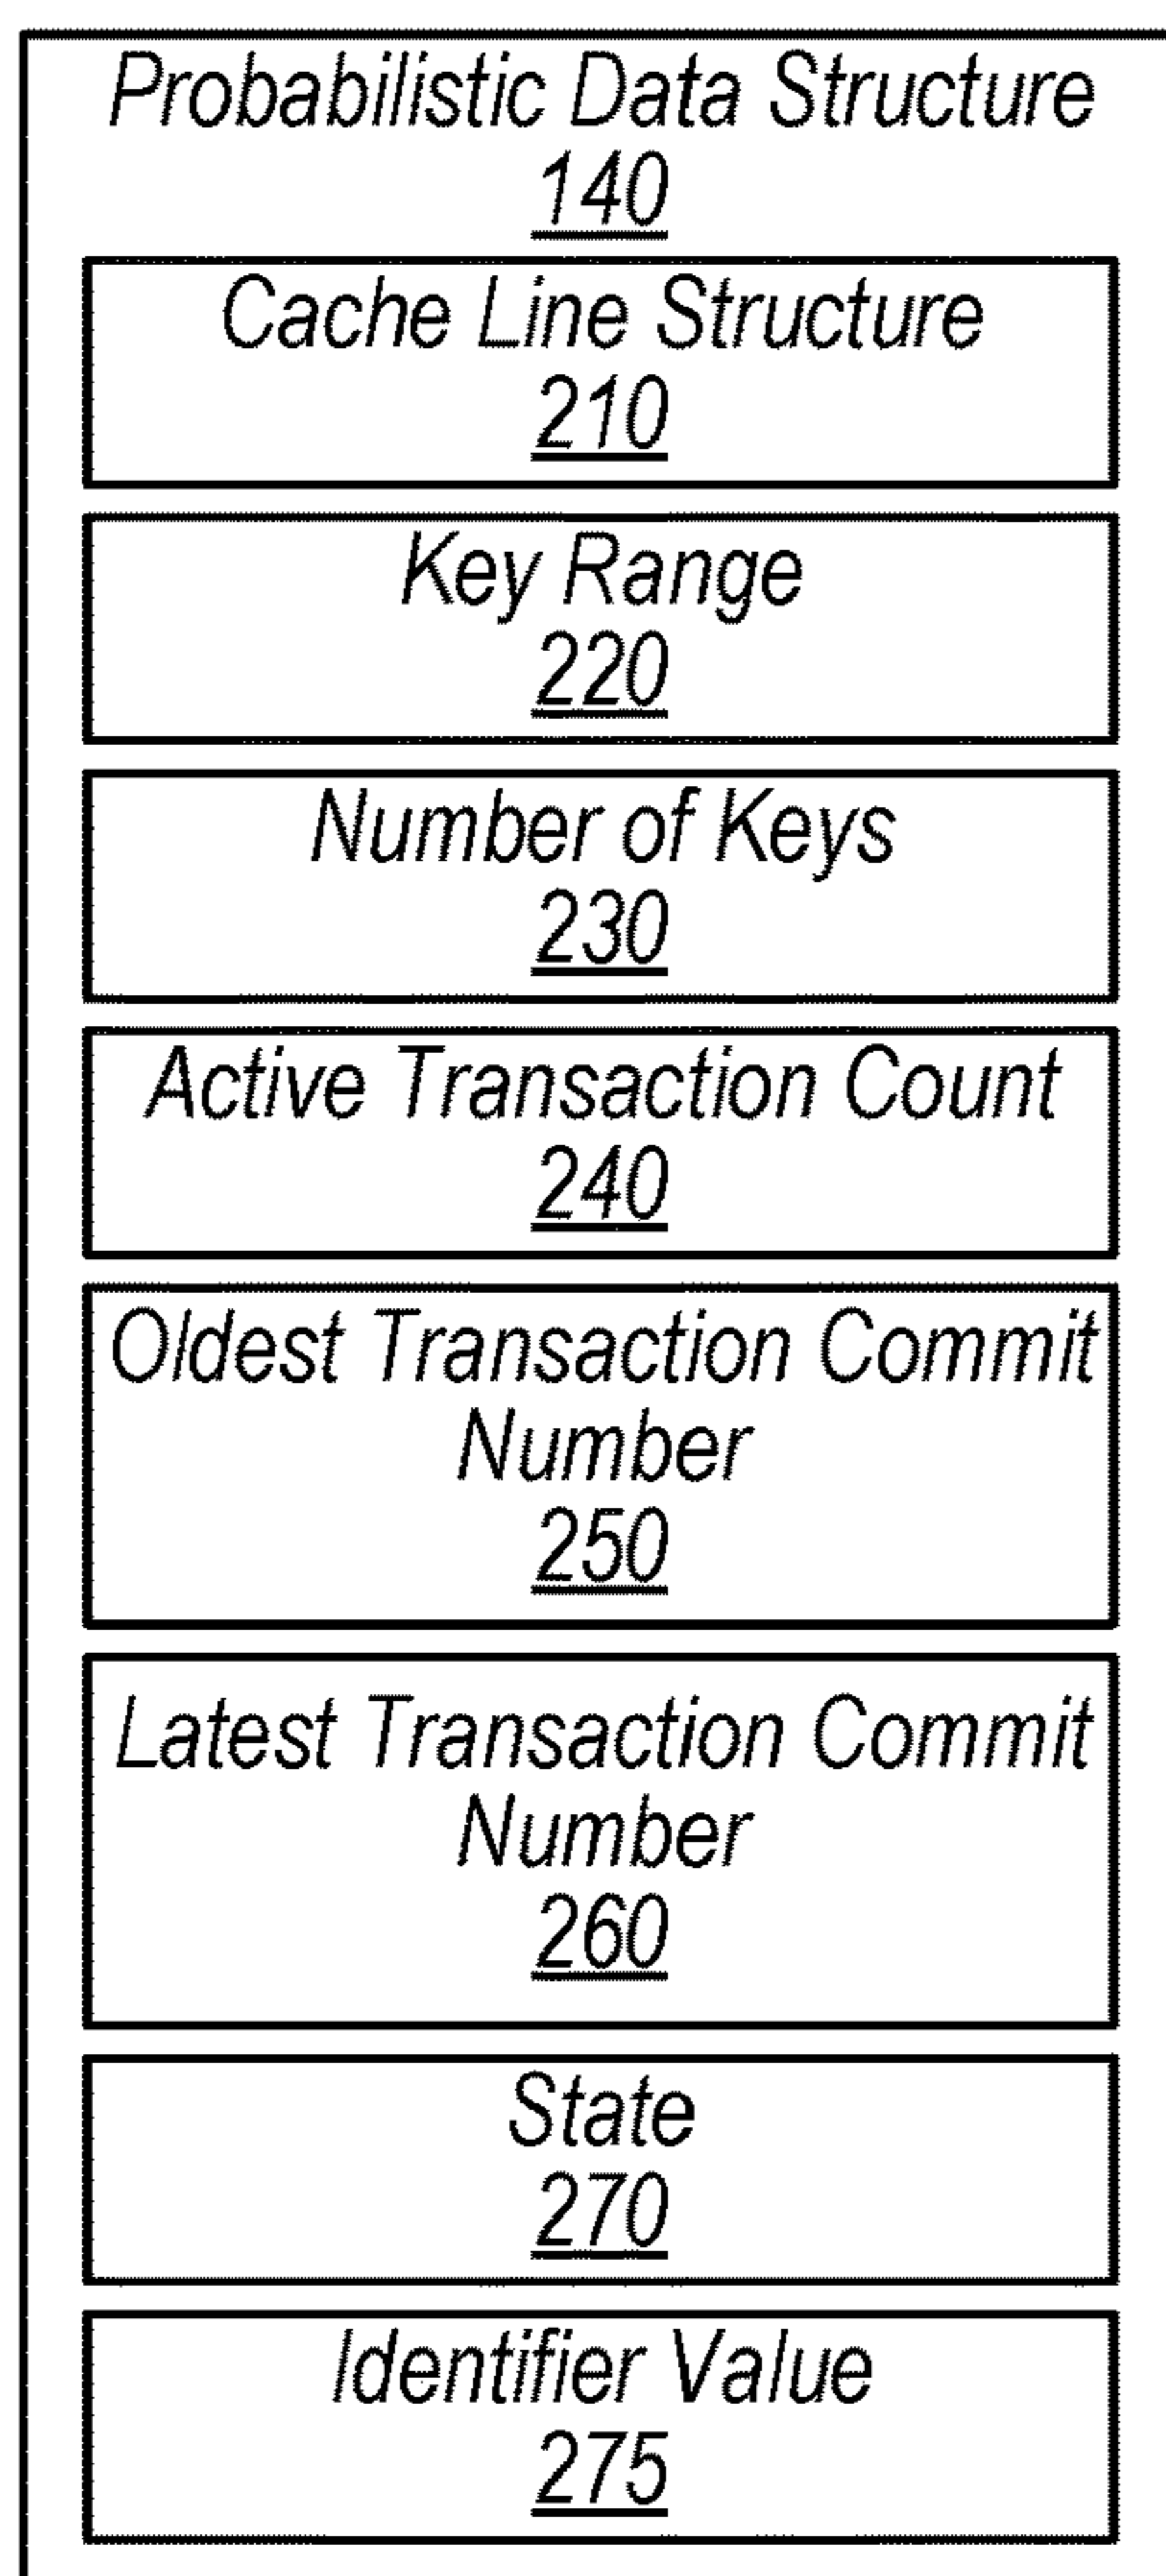 Probabilistic Data Structure
140
Cache Line Structure
210
Key Range
220
Number of Keys
230
Active Transaction Count
240
Oldest Transaction Commit
Number
250
Latest Transaction Commit
Number
260
State
270
Identifier Value
275